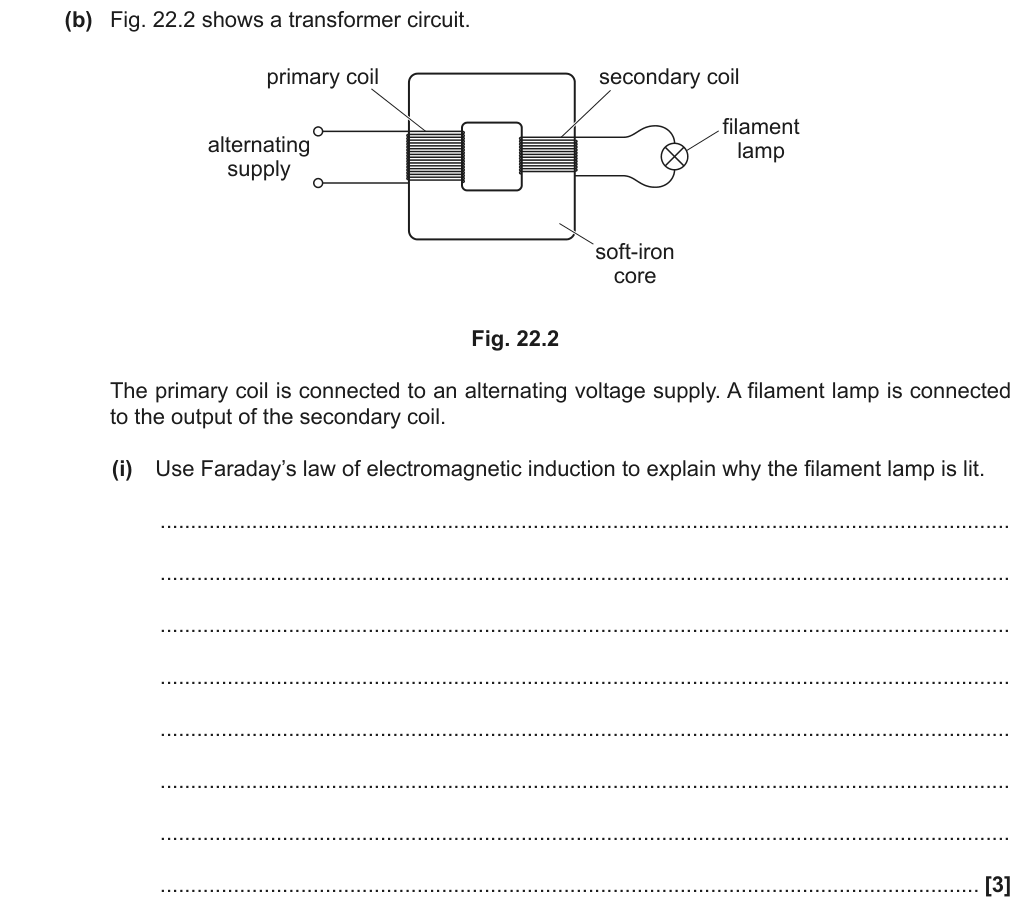 (b) Fig. 22.2 shows a transformer circuit.
primary coil
secondary coil
alternating
supply
filament
lamp
soft-iron
core
Fig. 22.2
The primary coil is connected to an alternating voltage supply. A filament lamp is connected
to the output of the secondary coil.
(i) Use Faraday's law of electromagnetic induction to explain why the filament lamp is lit.
[3]